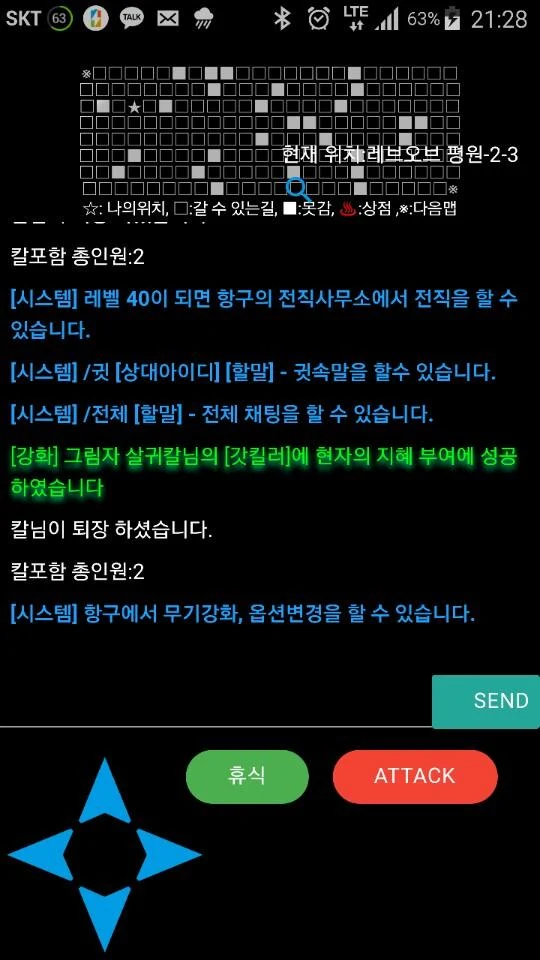 SKT 63 TALK LTE 63% 21:28
현재 위치:레브오브 평원-2-3
☆: 나의위치, □:갈 수 있는길, ■:못감, ♨:상점 ,※:다음맵
칼포함 총인원:2
[시스템] 레벨 40이 되면 항구의 전직사무소에서 전직을 할 수
있습니다.
[시스템] /귓 [상대아이디] [할말] - 귓속말을 할수 있습니다.
[시스템] /전체 [할말] - 전체 채팅을 할 수 있습니다.
[강화] 그림자 살귀칼님의 [갓킬러]에 현자의 지혜 부여에 성공
하였습니다
칼님이 퇴장 하셨습니다.
칼포함 총인원:2
[시스템] 항구에서 무기강화, 옵션변경을 할 수 있습니다.
SEND
휴식 ATTACK